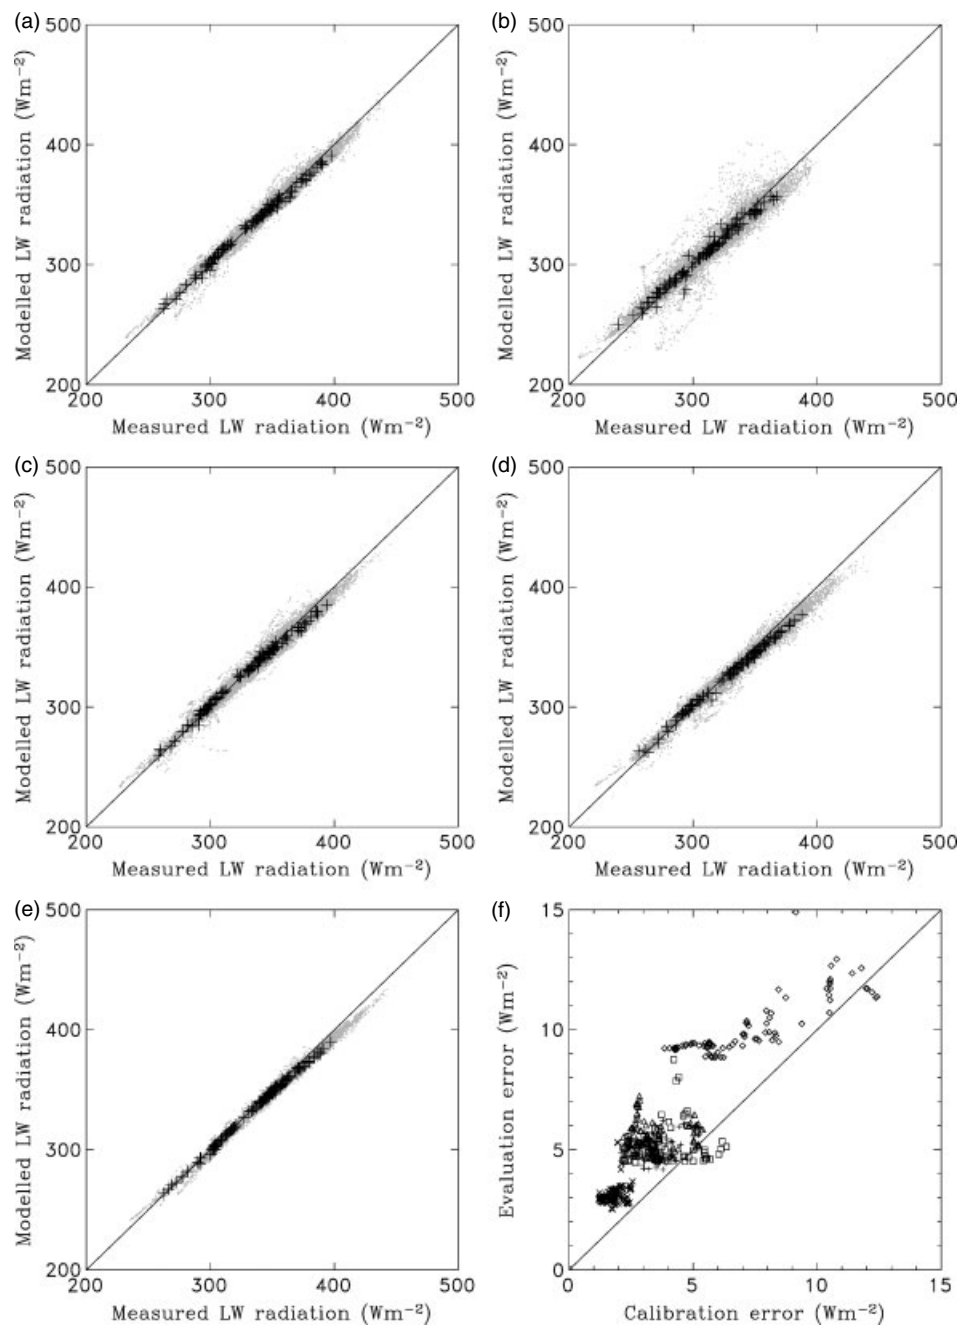 (a)
500
400
300
200
Modelled LW radiation (Wm−2)
200 300 400 500
Measured LW radiation (Wm−2)
(b)
500
400
300
200
Modelled LW radiation (Wm−2)
200 300 400 500
Measured LW radiation (Wm−2)
(c)
500
400
300
200
Modelled LW radiation (Wm−2)
200 300 400 500
Measured LW radiation (Wm−2)
(d)
500
400
300
200
Modelled LW radiation (Wm−2)
200 300 400 500
Measured LW radiation (Wm−2)
(e)
500
400
300
200
Modelled LW radiation (Wm−2)
200 300 400 500
Measured LW radiation (Wm−2)
(f)
15
10
5
0
Evaluation error (Wm−2)
0 5 10 15
Calibration error (Wm−2)